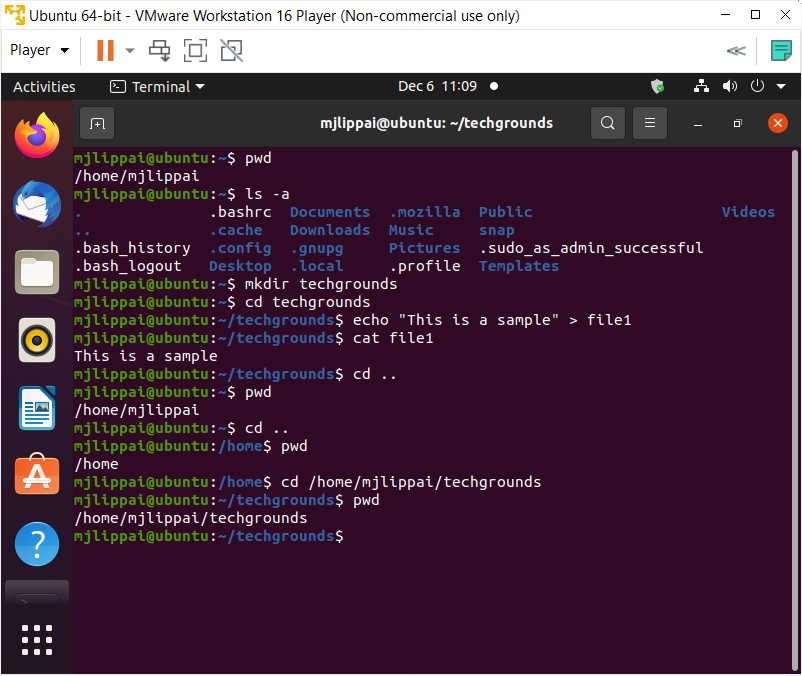 Ubuntu 64-bit - VMware Workstation 16 Player (Non-commercial use only)
Player
Activities Terminal Dec 6 11:09
mjlippai@ubuntu: ~/techgrounds
mjlippai@ubuntu:~$ pwd
/home/mjlippai
mjlippai@ubuntu:~$ ls -a
. .bashrc Documents .mozilla Public Videos
.. .cache Downloads Music snap
.bash_history .config .gnupg Pictures .sudo_as_admin_successful
.bash_logout Desktop .local .profile Templates
mjlippai@ubuntu:~$ mkdir techgrounds
mjlippai@ubuntu:~$ cd techgrounds
mjlippai@ubuntu:~/techgrounds$ echo "This is a sample" > file1
mjlippai@ubuntu:~/techgrounds$ cat file1
This is a sample
mjlippai@ubuntu:~/techgrounds$ cd ..
mjlippai@ubuntu:~$ pwd
/home/mjlippai
mjlippai@ubuntu:~$ cd ..
mjlippai@ubuntu:/home$ pwd
/home
mjlippai@ubuntu:/home$ cd /home/mjlippai/techgrounds
mjlippai@ubuntu:~/techgrounds$ pwd
/home/mjlippai/techgrounds
mjlippai@ubuntu:~/techgrounds$